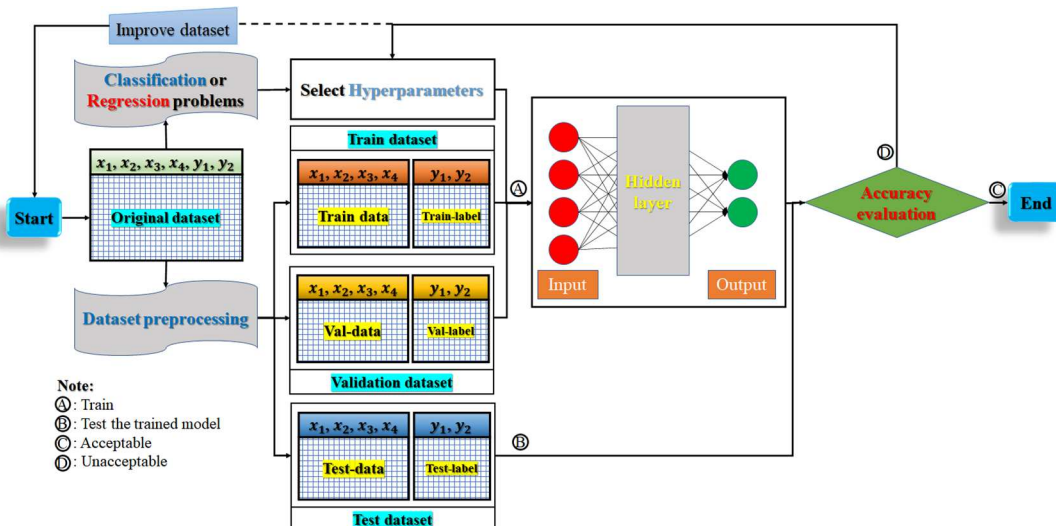 Improve dataset
Classification or
Regression problems
Select Hyperparameters
Train dataset
x₁, x₂, x₃, x₄, y₁, y₂
Original dataset
x₁, x₂, x₃, x₄
y₁, y₂
Train data
Train-label
Start
Dataset preprocessing
x₁, x₂, x₃, x₄
y₁, y₂
Val-data
Val-label
Validation dataset
x₁, x₂, x₃, x₄
y₁, y₂
Test-data
Test-label
Test dataset
A
B
Hidden
layer
Input
Output
D
Accuracy
evaluation
C
End
Note:
A: Train
B: Test the trained model
C: Acceptable
D: Unacceptable